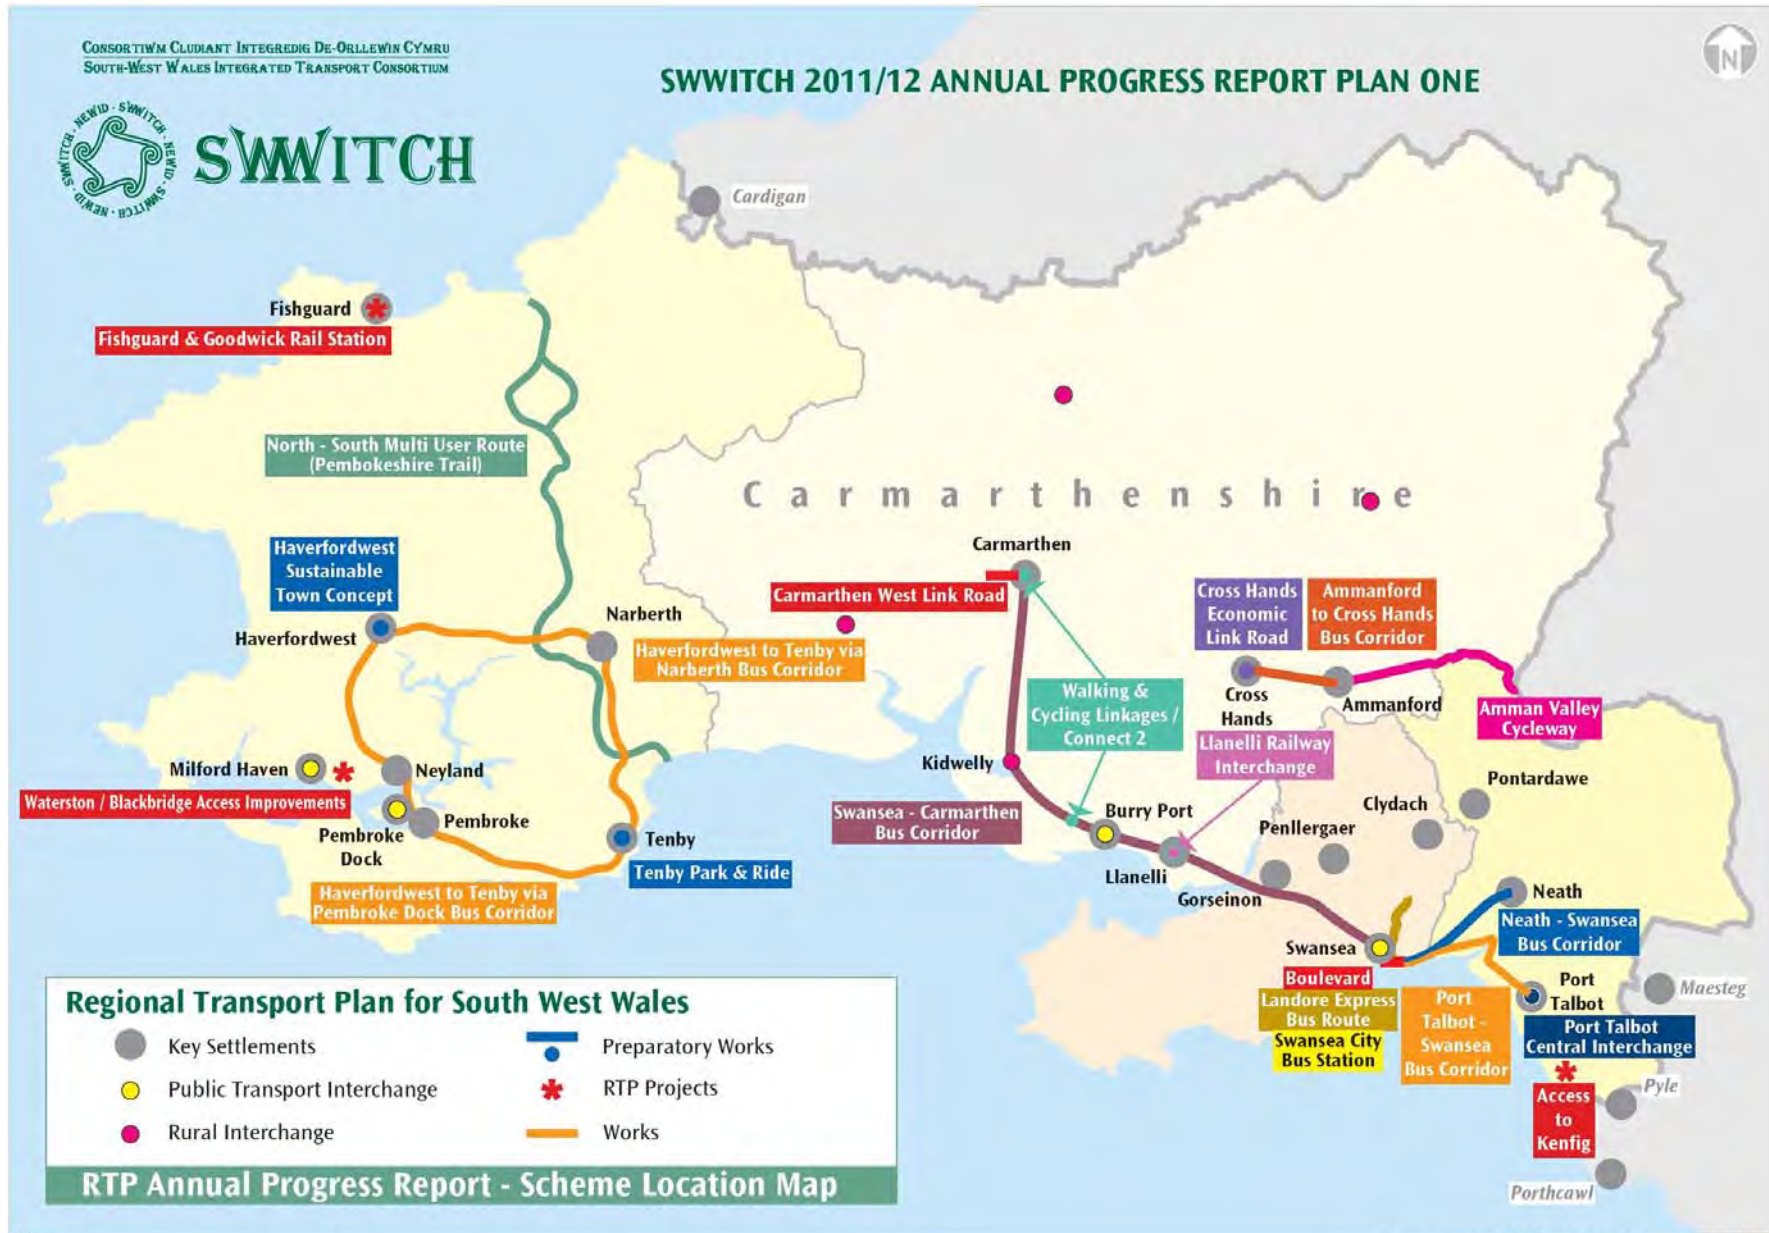 CONSORTIWM CLUDIANT INTEGREDIG DE-ORLLEWIN CYMRU
SOUTH-WEST WALES INTEGRATED TRANSPORT CONSORTIUM
SWWITCH · NEWID · SWWITCH · NEWID · SWWITCH · NEWID
SWWITCH
SWWITCH 2011/12 ANNUAL PROGRESS REPORT PLAN ONE
N
Cardigan
Fishguard
Fishguard & Goodwick Rail Station
North - South Multi User Route
(Pembokeshire Trail)
Carmarthenshire
Carmarthen
Carmarthen West Link Road
Haverfordwest
Sustainable
Town Concept
Haverfordwest
Narberth
Haverfordwest to Tenby via
Narberth Bus Corridor
Cross Hands
Economic
Link Road
Ammanford
to Cross Hands
Bus Corridor
Cross
Hands
Ammanford
Amman Valley
Cycleway
Walking &
Cycling Linkages /
Connect 2
Llanelli Railway
Interchange
Kidwelly
Swansea - Carmarthen
Bus Corridor
Burry Port
Llanelli
Gorseinon
Penllergaer
Clydach
Pontardawe
Milford Haven
Waterston / Blackbridge Access Improvements
Neyland
Pembroke
Pembroke
Dock
Haverfordwest to Tenby via
Pembroke Dock Bus Corridor
Tenby
Tenby Park & Ride
Neath
Neath - Swansea
Bus Corridor
Swansea
Boulevard
Landore Express
Bus Route
Swansea City
Bus Station
Port
Talbot -
Swansea
Bus Corridor
Port
Talbot
Port Talbot
Central Interchange
Access
to
Kenfig
Maesteg
Pyle
Porthcawl
Regional Transport Plan for South West Wales
Key Settlements
Public Transport Interchange
Rural Interchange
Preparatory Works
RTP Projects
Works
RTP Annual Progress Report - Scheme Location Map